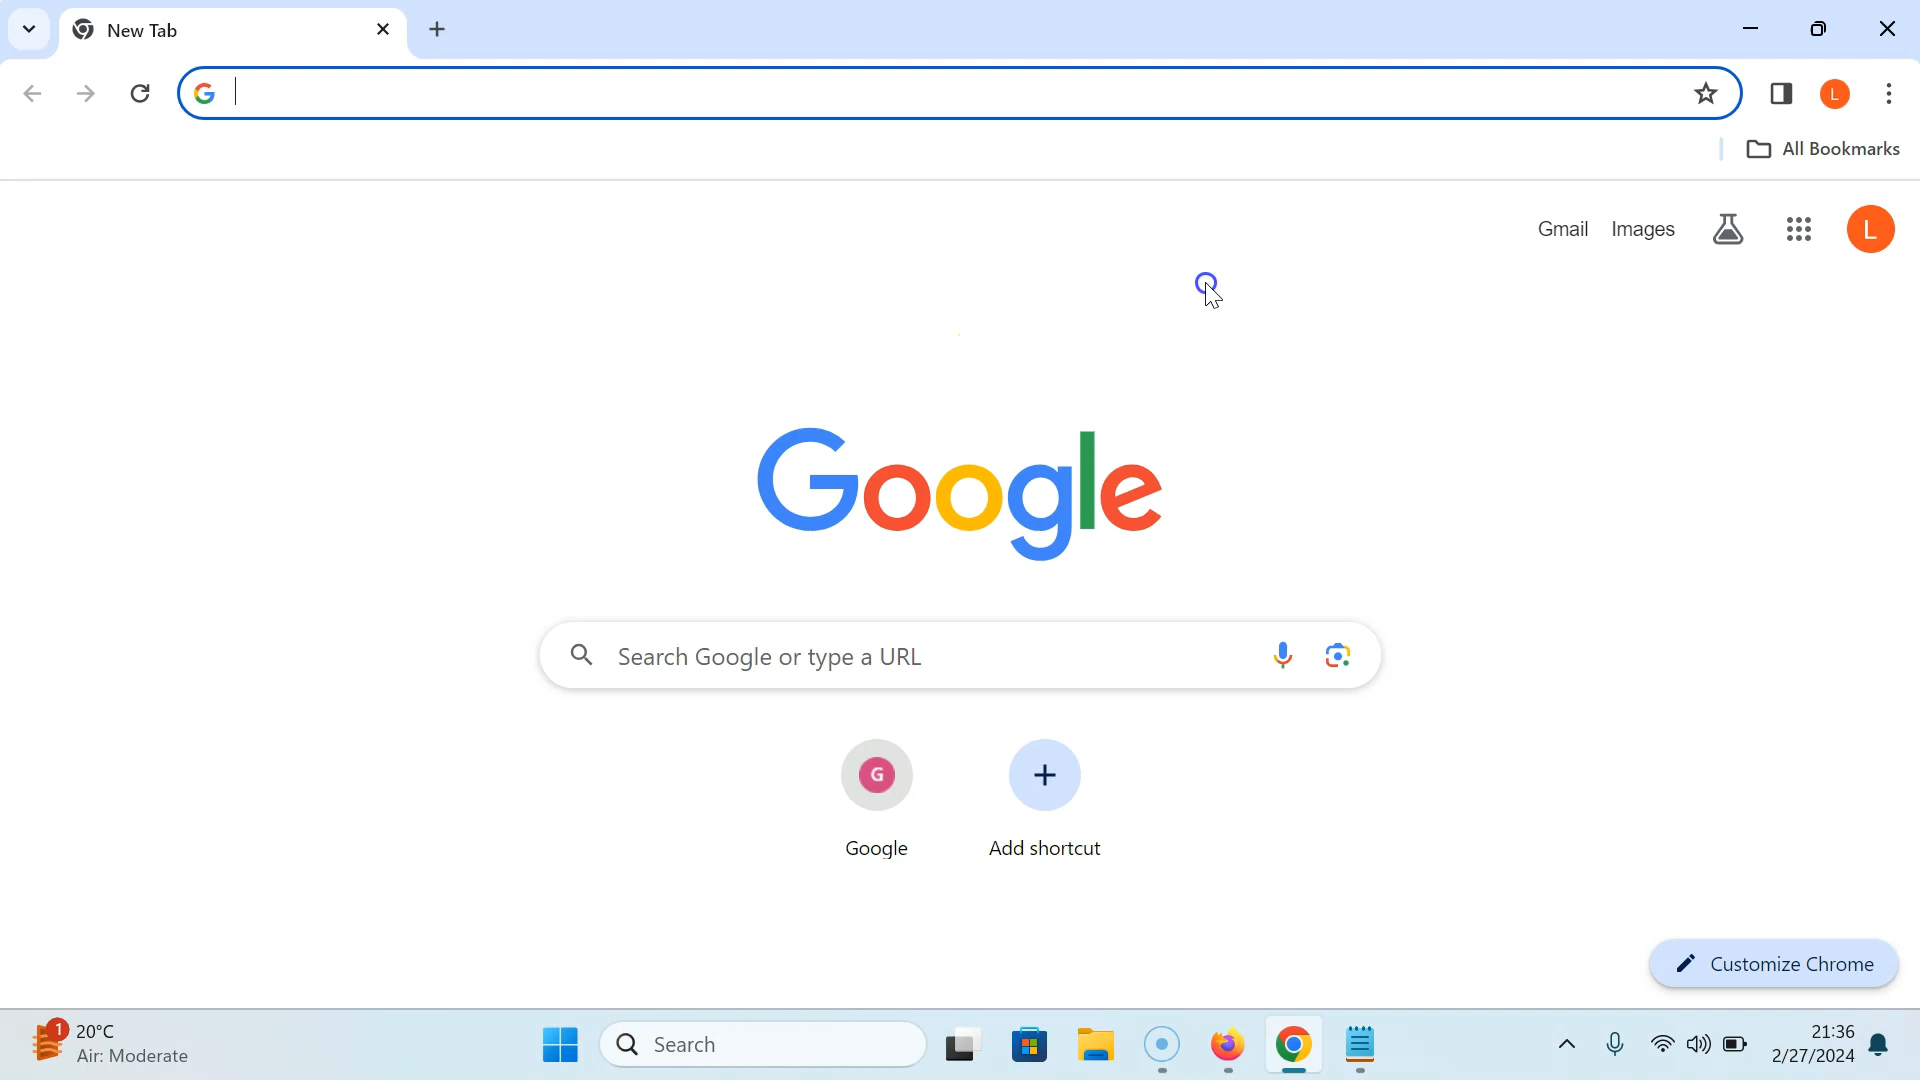 New Tab
L
All Bookmarks
Gmail Images
L
Google
Search Google or type a URL
G
Google
Add shortcut
Customize Chrome
1
20°C
Air: Moderate
Search
21:36
2/27/2024